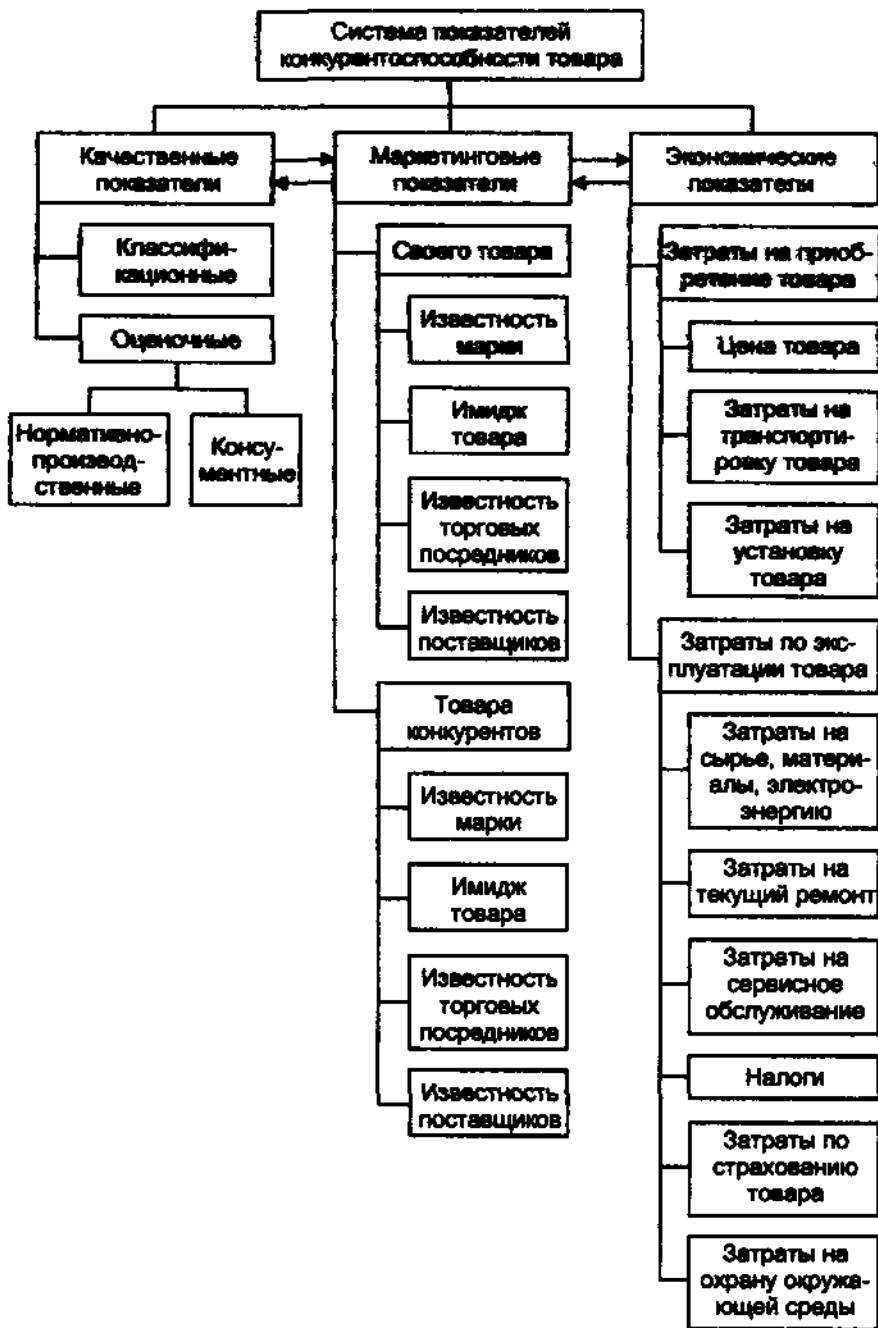 Система показателей
конкурентоспособности товара
Качественные
показатели
Классифи-
кационные
Оценочные
Нормативно-
производ-
ственные
Консу-
ментные
Маркетинговые
показатели
Своего товара
Известность
марки
Имидж
товара
Известность
торговых
посредников
Известность
поставщиков
Товара
конкурентов
Известность
марки
Имидж
товара
Известность
торговых
посредников
Известность
поставщиков
Экономические
показатели
Затраты на приоб-
ретение товара
Цена товара
Затраты на
транспорти-
ровку товара
Затраты на
установку
товара
Затраты по экс-
плуатации товара
Затраты на
сырье, матери-
алы, электро-
энергию
Затраты на
текущий ремонт
Затраты на
сервисное
обслуживание
Налоги
Затраты по
страхованию
товара
Затраты на
охрану окружа-
ющей среды